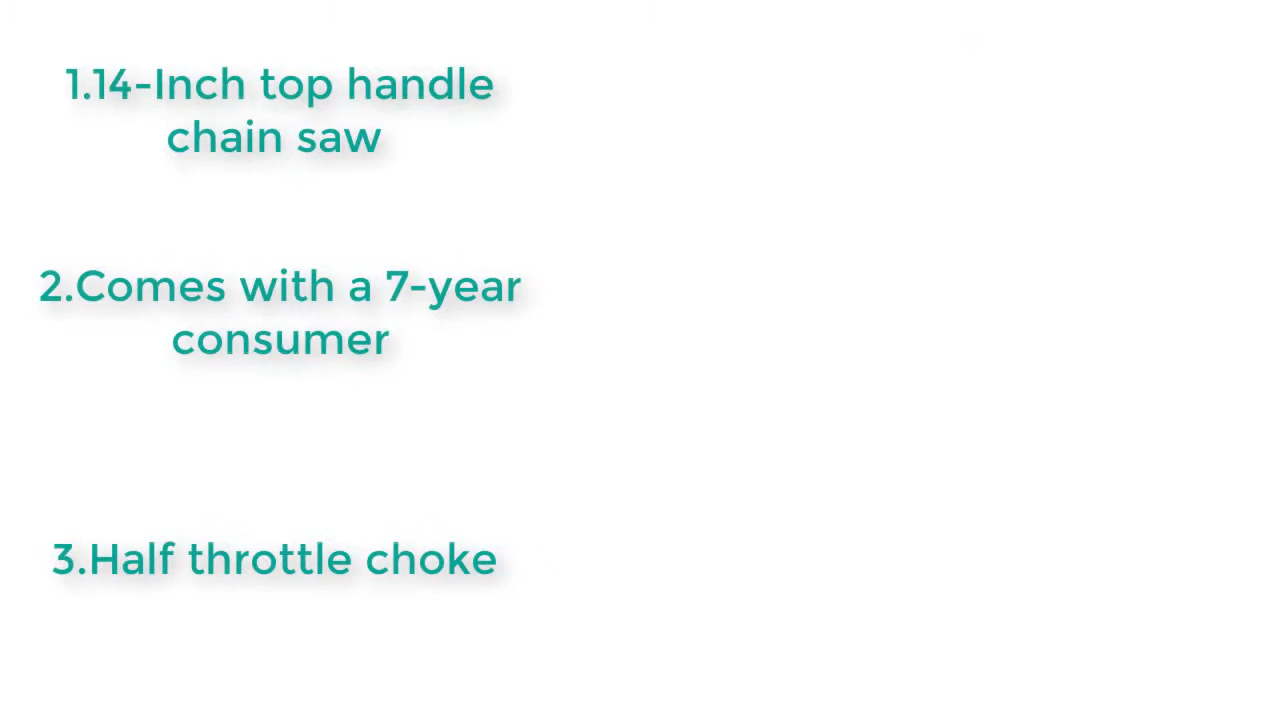 1.14-Inch top handle
chain saw
2.Comes with a 7-year
consumer
3.Half throttle choke